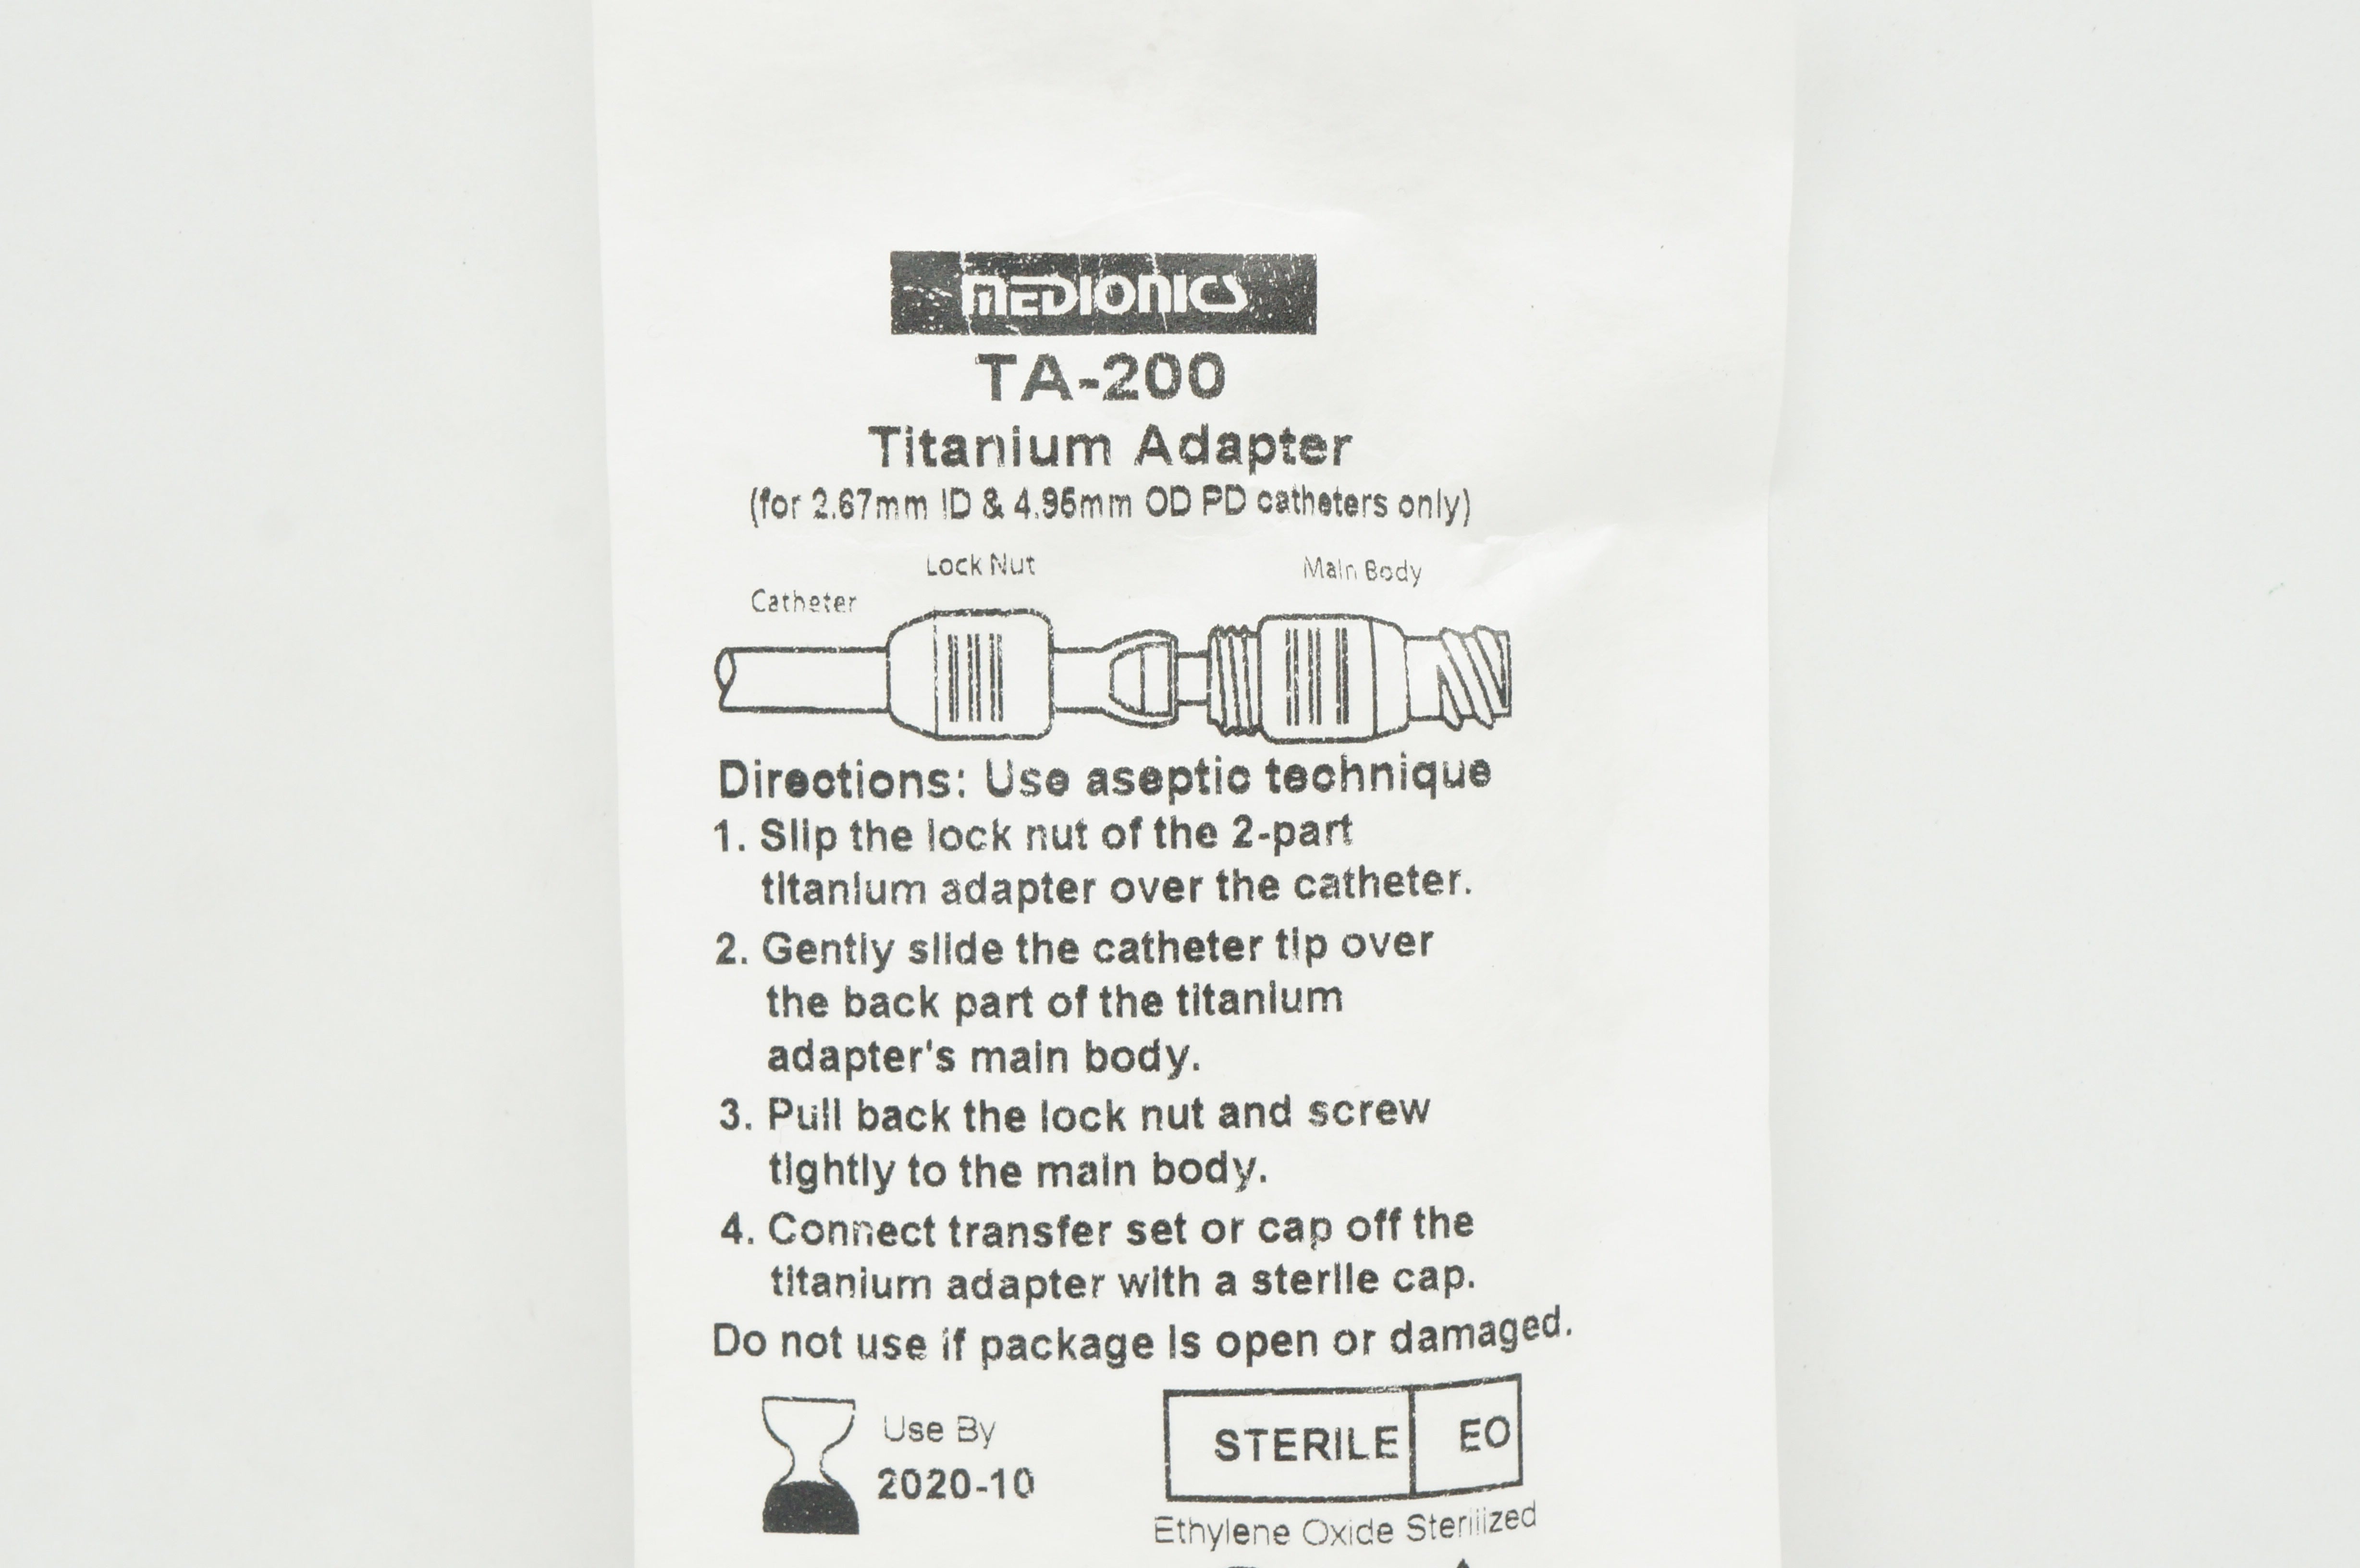 MEDIONICS
TA-200
Titanium Adapter
(for 2.67mm ID & 4.95mm OD PD catheters only)
Lock Nut
Main Body
Catheter
Directions: Use aseptic technique
1. Slip the lock nut of the 2-part
titanium adapter over the catheter.
2. Gently slide the catheter tip over
the back part of the titanium
adapter's main body.
3. Pull back the lock nut and screw
tightly to the main body.
4. Connect transfer set or cap off the
titanium adapter with a sterile cap.
Do not use if package is open or damaged.
Use By
2020-10
STERILE EO
Ethylene Oxide Sterilized